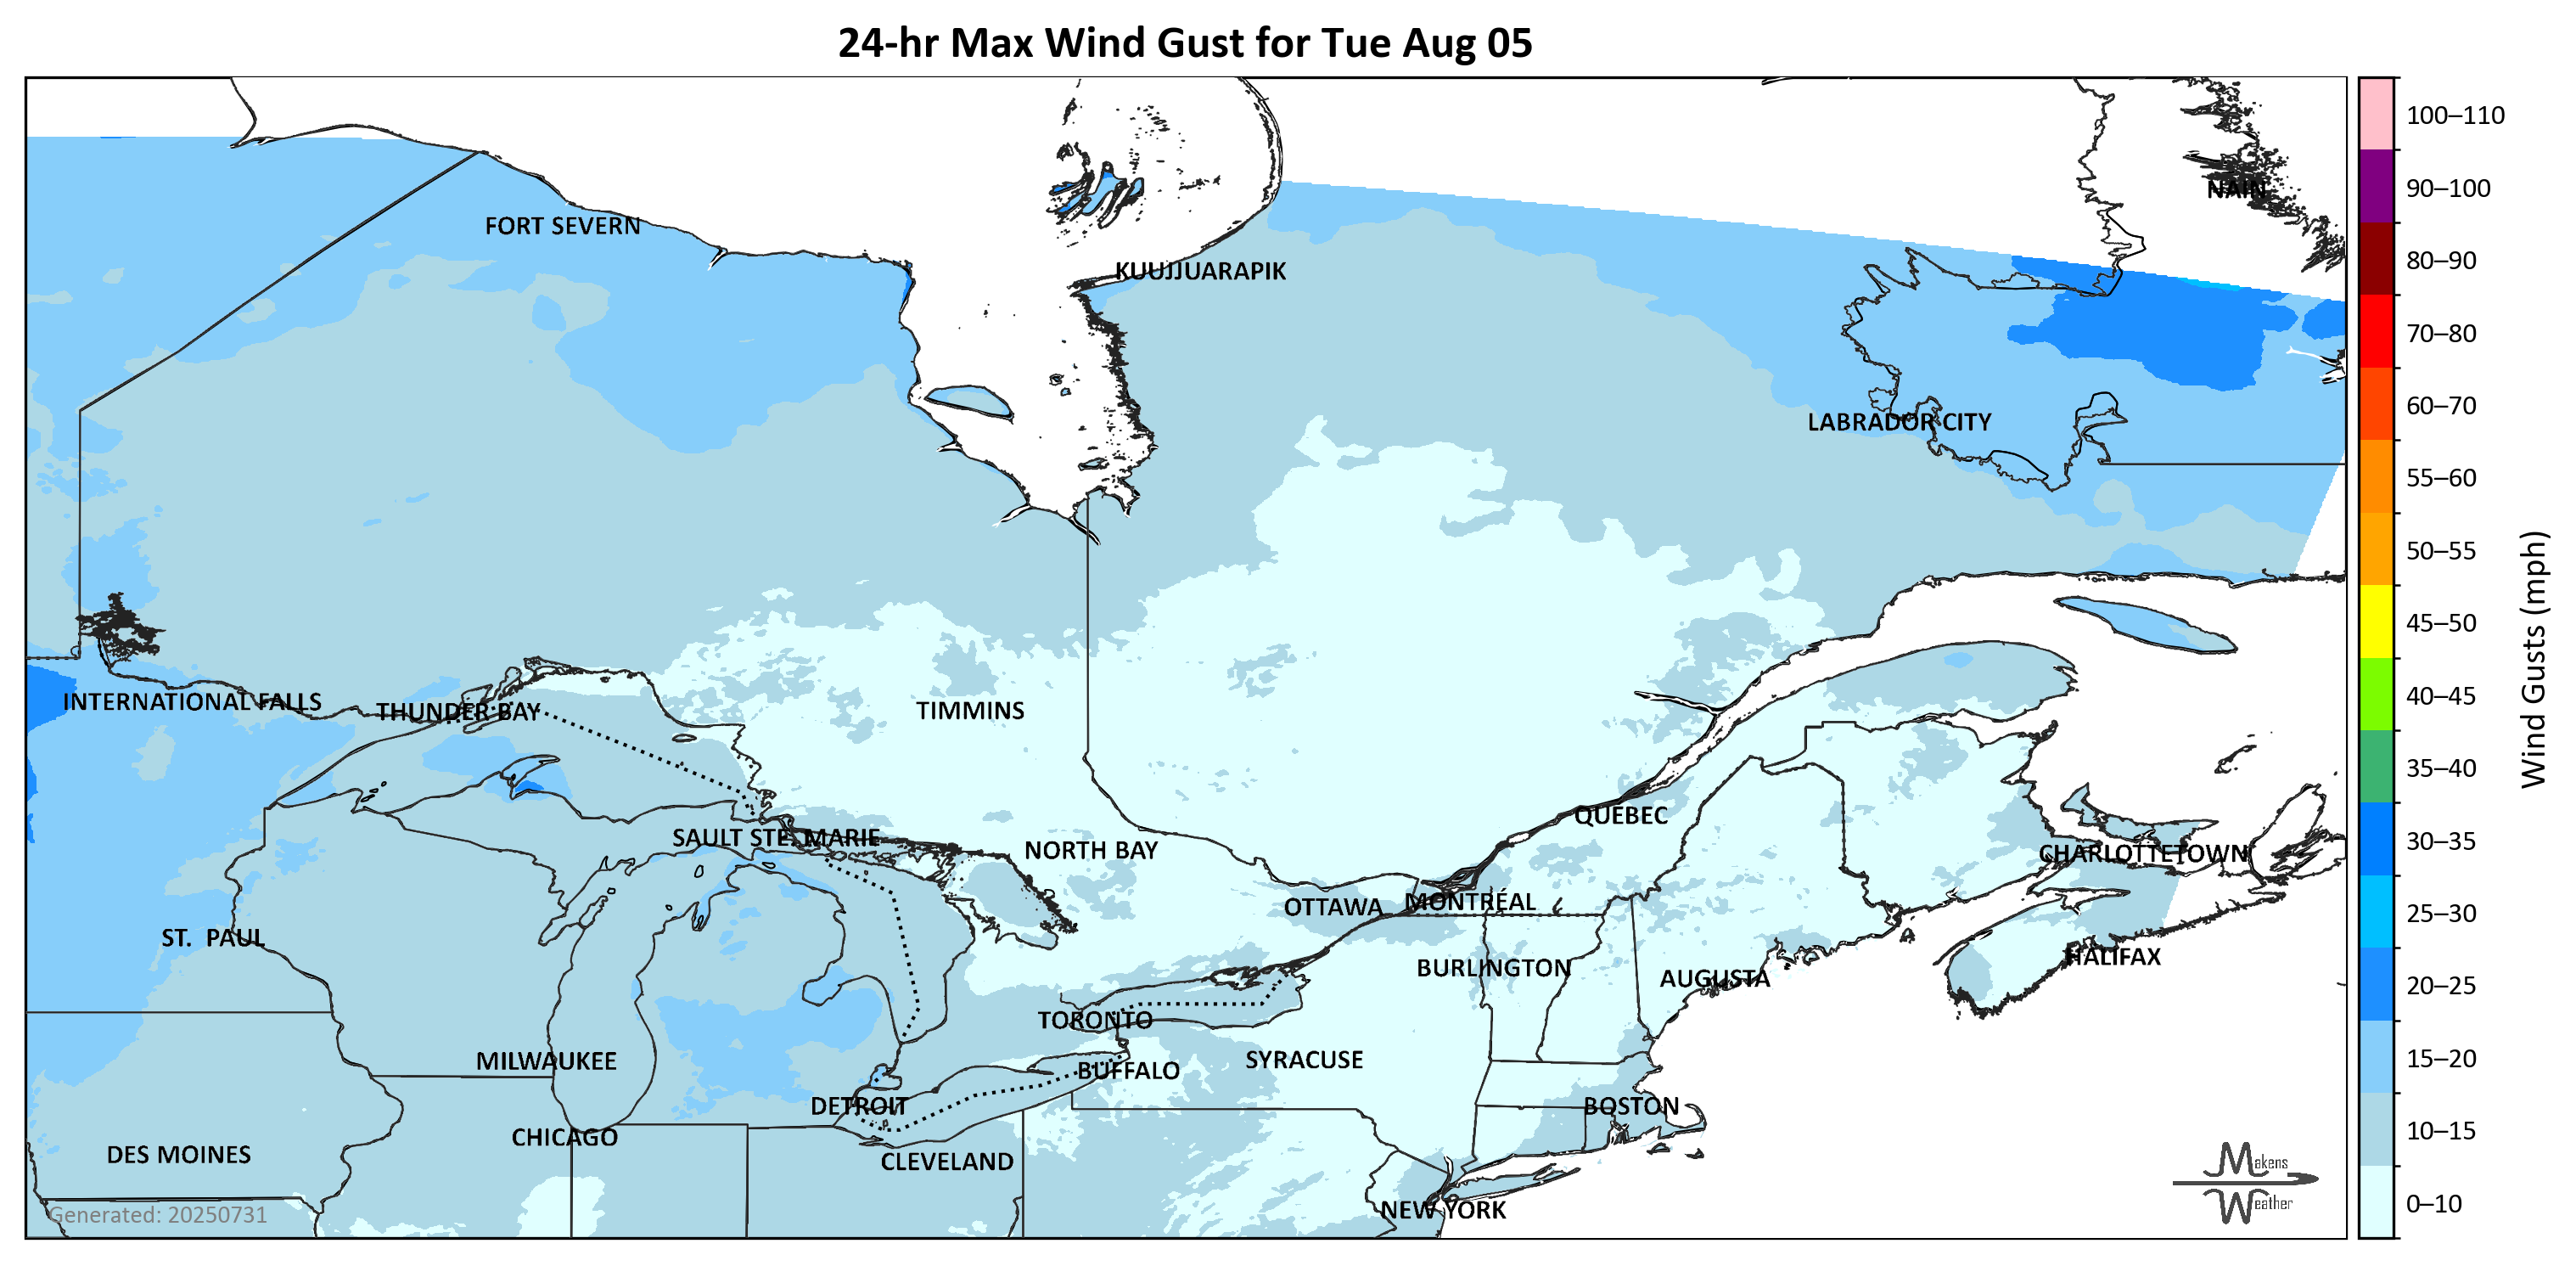 24-hr Max Wind Gust for Tue Aug 05
100–110
90–100
80–90
70–80
60–70
55–60
50–55
45–50
40–45
35–40
30–35
25–30
20–25
15–20
10–15
0–10
Wind Gusts (mph)
NAIN
FORT SEVERN
KUUJJUARAPIK
LABRADOR CITY
INTERNATIONAL FALLS
THUNDER BAY
TIMMINS
SAULT STE. MARIE
NORTH BAY
QUÉBEC
CHARLOTTETOWN
OTTAWA
MONTRÉAL
ST. PAUL
HALIFAX
BURLINGTON
AUGUSTA
TORONTO
MILWAUKEE
BUFFALO
SYRACUSE
DETROIT
BOSTON
CHICAGO
DES MOINES
CLEVELAND
NEW YORK
Makens
Weather
Generated: 20250731